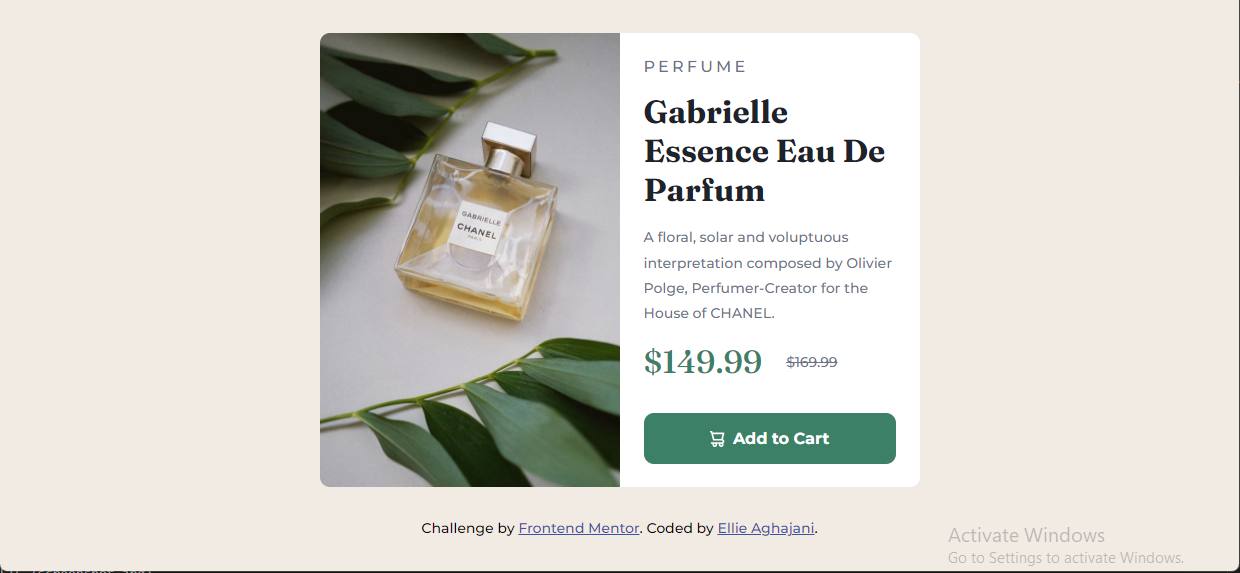 PERFUME
Gabrielle
Essence Eau De
Parfum
A floral, solar and voluptuous
interpretation composed by Olivier
Polge, Perfumer-Creator for the
House of CHANEL.
$149.99 $169.99
Add to Cart
GABRIELLE
CHANEL
PARIS
Challenge by Frontend Mentor. Coded by Ellie Aghajani.
Activate Windows
Go to Settings to activate Windows.